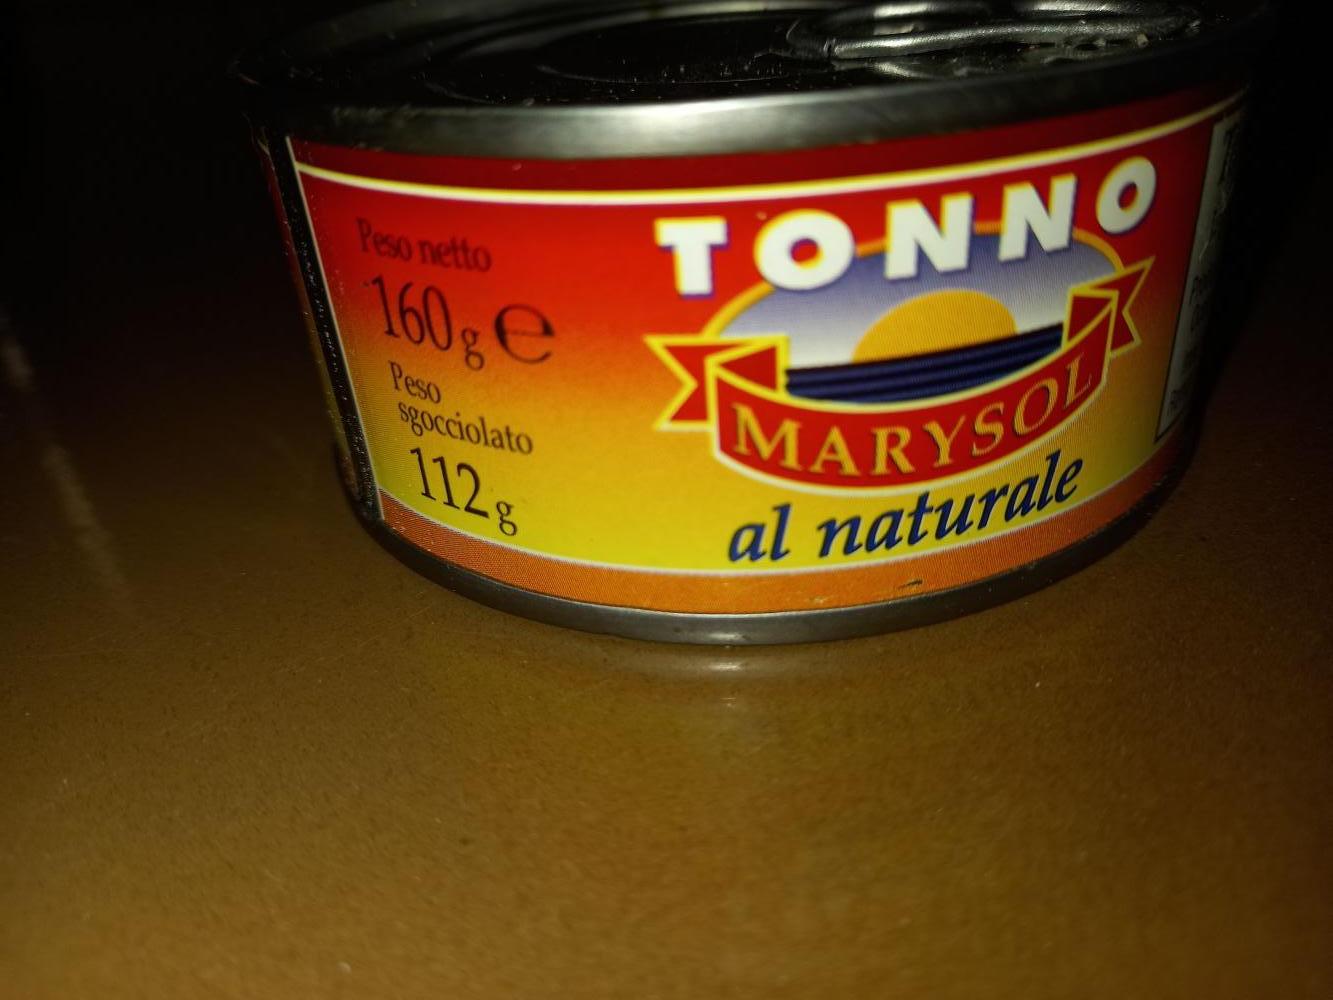 Peso netto
160 g e
Peso
sgocciolato
112 g
TONNO
MARYSOL
al naturale